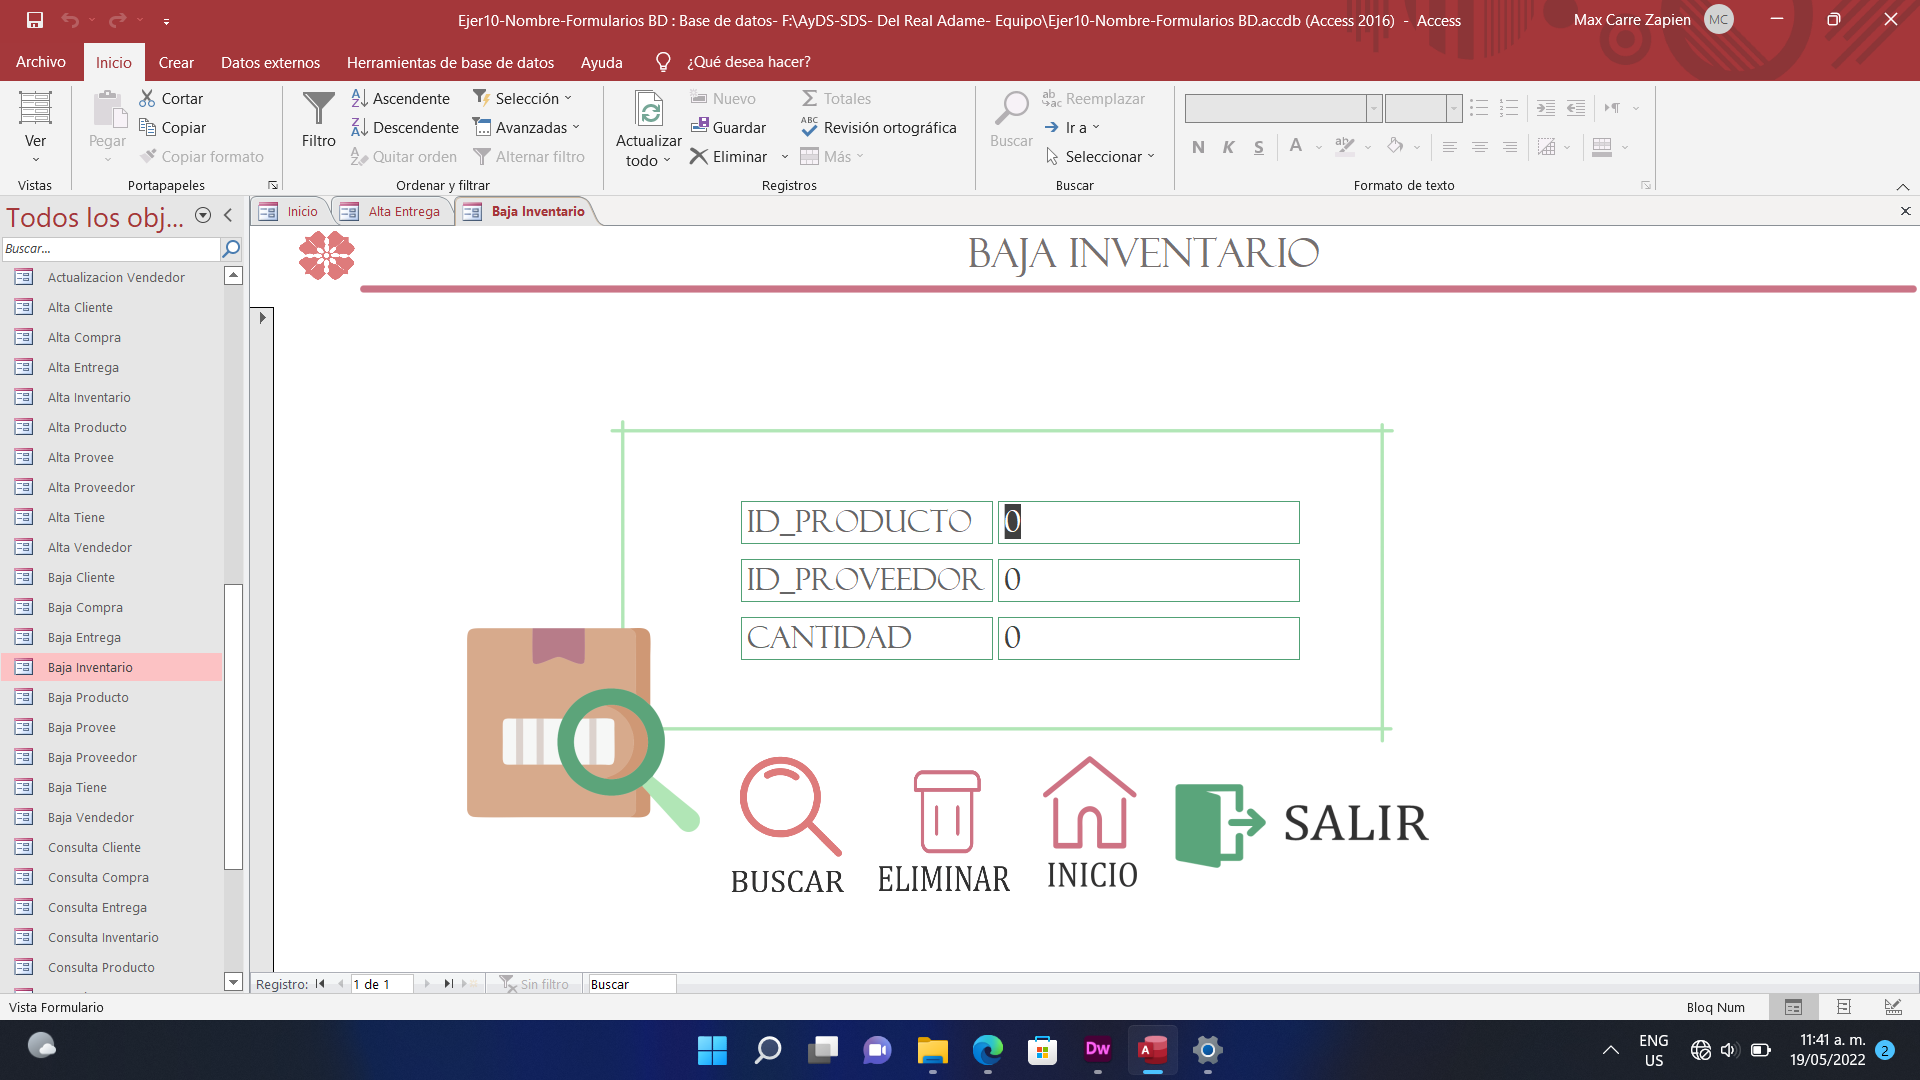 Ejer10-Nombre-Formularios BD : Base de datos- F:\AyDS-SDS- Del Real Adame- Equipo\Ejer10-Nombre-Formularios BD.accdb (Access 2016)  -  Access
Max Carre Zapien
MC
Archivo
Inicio
Crear
Datos externos
Herramientas de base de datos
Ayuda
¿Qué desea hacer?
Ver
Vistas
Pegar
Cortar
Copiar
Copiar formato
Portapapeles
Filtro
Ascendente
Descendente
Quitar orden
Selección
Avanzadas
Alternar filtro
Ordenar y filtrar
Actualizar
todo
Nuevo
Guardar
Eliminar
Totales
Revisión ortográfica
Más
Registros
Buscar
Reemplazar
Ir a
Seleccionar
Buscar
N K S A
Formato de texto
Todos los obj...
Buscar...
Actualizacion Vendedor
Alta Cliente
Alta Compra
Alta Entrega
Alta Inventario
Alta Producto
Alta Provee
Alta Proveedor
Alta Tiene
Alta Vendedor
Baja Cliente
Baja Compra
Baja Entrega
Baja Inventario
Baja Producto
Baja Provee
Baja Proveedor
Baja Tiene
Baja Vendedor
Consulta Cliente
Consulta Compra
Consulta Entrega
Consulta Inventario
Consulta Producto
Inicio
Alta Entrega
Baja Inventario
BAJA INVENTARIO
ID_PRODUCTO 0
ID_PROVEEDOR 0
CANTIDAD 0
BUSCAR
ELIMINAR
INICIO
SALIR
Registro:
1 de 1
Sin filtro
Buscar
Vista Formulario
Bloq Num
Dw
A
ENG
US
11:41 a. m.
19/05/2022
2